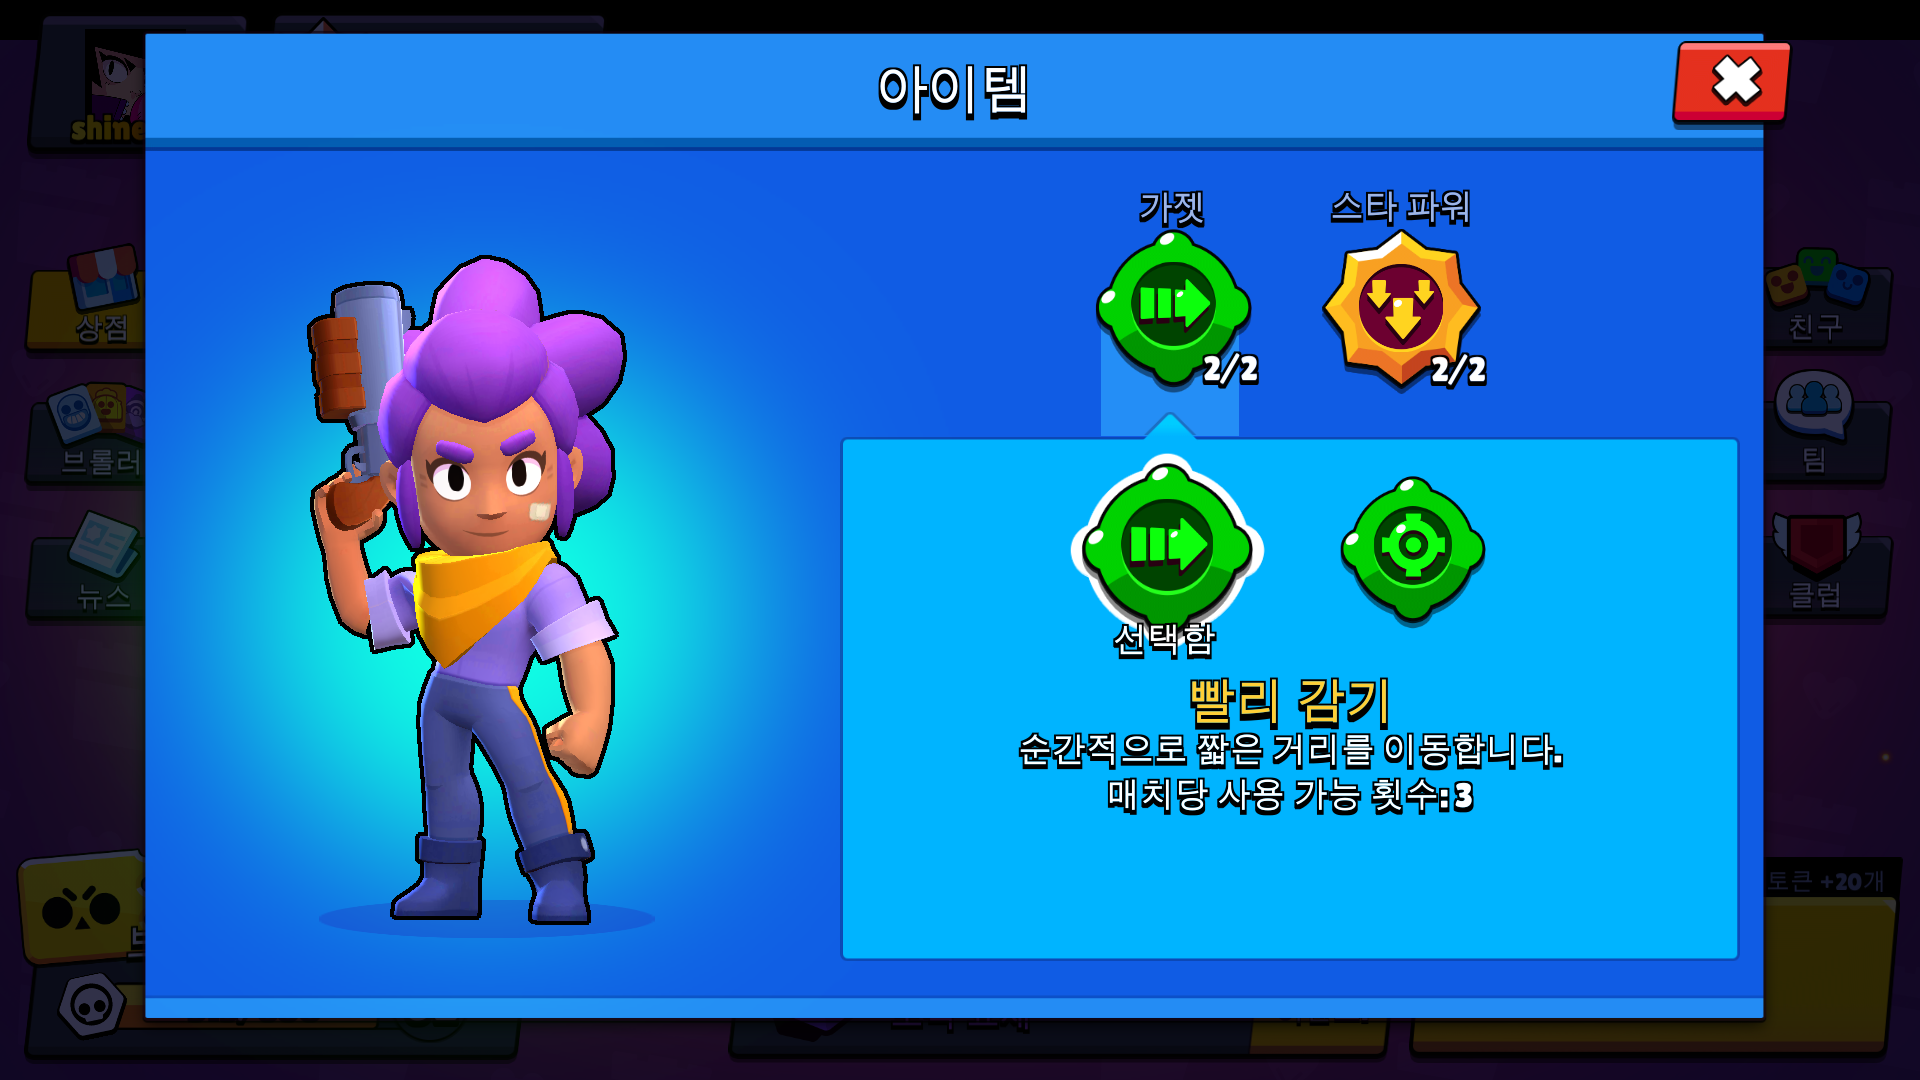 아이템
shine
가젯
스타 파워
2/2
2/2
상점
친구
브롤러
팀
뉴스
클럽
선택함
빨리 감기
순간적으로 짧은 거리를 이동합니다.
매치당 사용 가능 횟수:3
토큰 +20개